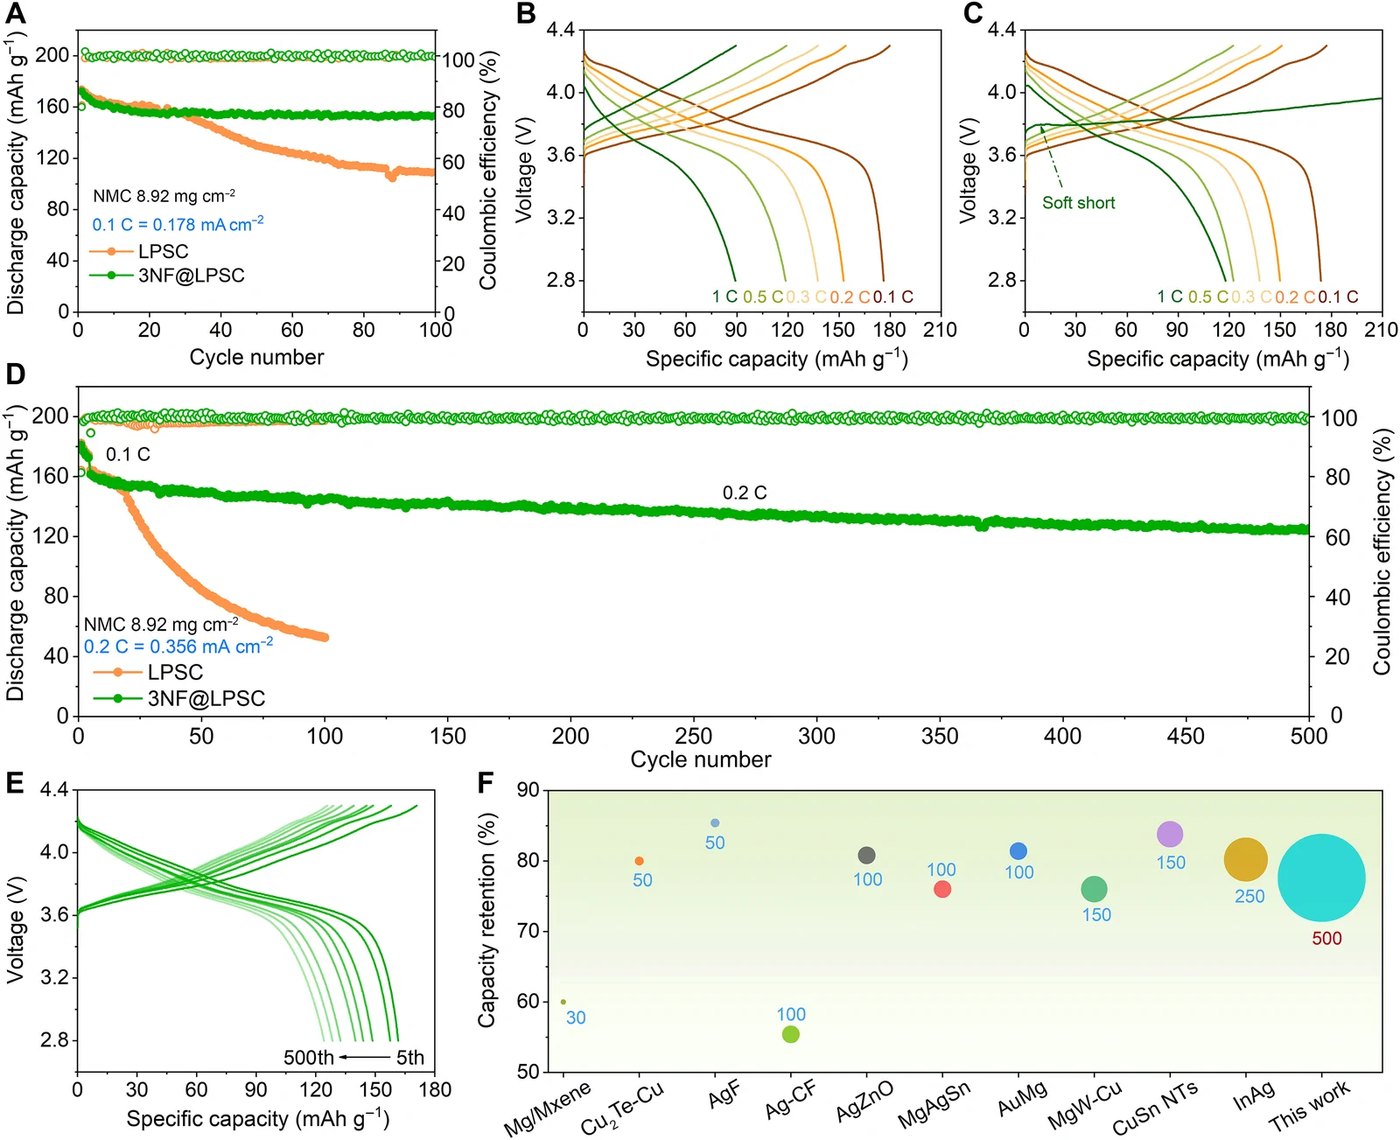 A
Discharge capacity (mAh g⁻¹)
200
160
120
80
40
0
100
80
60
40
20
0
Coulombic efficiency (%)
NMC 8.92 mg cm⁻²
0.1 C = 0.178 mA cm⁻²
LPSC
3NF@LPSC
0 20 40 60 80 100
Cycle number
B
Voltage (V)
4.4
4.0
3.6
3.2
2.8
1 C 0.5 C 0.3 C 0.2 C 0.1 C
0 30 60 90 120 150 180 210
Specific capacity (mAh g⁻¹)
C
Voltage (V)
4.4
4.0
3.6
3.2
2.8
Soft short
1 C 0.5 C 0.3 C 0.2 C 0.1 C
0 30 60 90 120 150 180 210
Specific capacity (mAh g⁻¹)
D
Discharge capacity (mAh g⁻¹)
200
160
120
80
40
0
100
80
60
40
20
0
Coulombic efficiency (%)
0.1 C
0.2 C
NMC 8.92 mg cm⁻²
0.2 C = 0.356 mA cm⁻²
LPSC
3NF@LPSC
0 50 100 150 200 250 300 350 400 450 500
Cycle number
E
Voltage (V)
4.4
4.0
3.6
3.2
2.8
500th 5th
0 30 60 90 120 150 180
Specific capacity (mAh g⁻¹)
F
Capacity retention (%)
90
80
70
60
50
30
50
50
100
100
100
100
150
150
250
500
Mg/Mxene
Cu₂Te-Cu
AgF
Ag-CF
AgZnO
MgAgSn
AuMg
MgW-Cu
CuSn NTs
InAg
This work